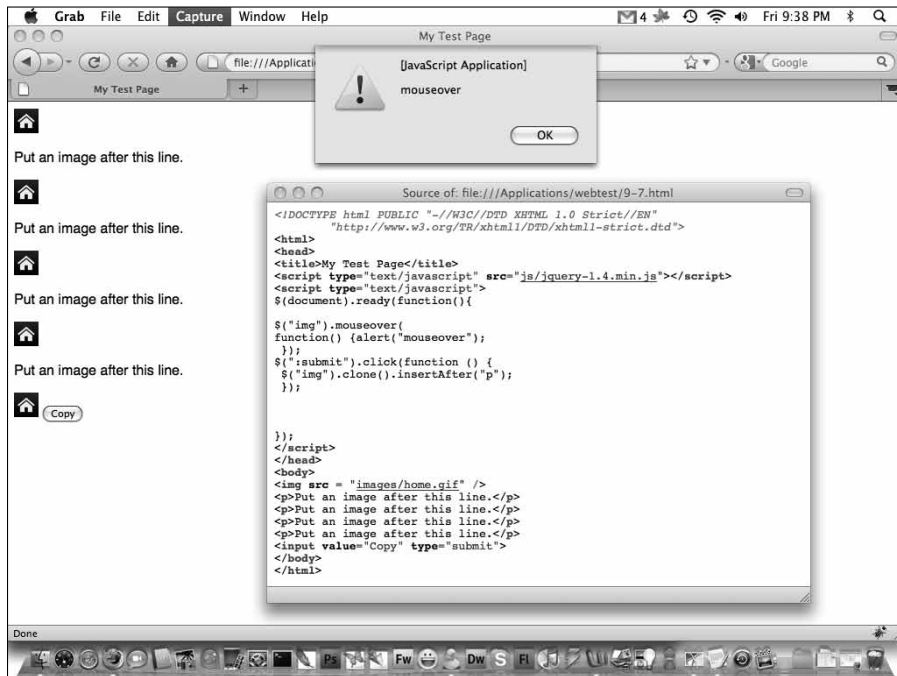 Grab File Edit Capture Window Help 4 Fri 9:38 PM
My Test Page
file:///Applicati
Google
My Test Page +
[JavaScript Application]
mouseover
OK
Put an image after this line.
Put an image after this line.
Put an image after this line.
Put an image after this line.
Copy
Source of: file:///Applications/webtest/9-7.html
<!DOCTYPE html PUBLIC "-//W3C//DTD XHTML 1.0 Strict//EN"
"http://www.w3.org/TR/xhtml1/DTD/xhtml1-strict.dtd">
<html>
<head>
<title>My Test Page</title>
<script type="text/javascript" src="js/jquery-1.4.min.js"></script>
<script type="text/javascript">
$(document).ready(function(){
$("img").mouseover(
function() {alert("mouseover");
});
$(":submit").click(function () {
$("img").clone().insertAfter("p");
});
});
</script>
</head>
<body>
<img src = "images/home.gif" />
<p>Put an image after this line.</p>
<p>Put an image after this line.</p>
<p>Put an image after this line.</p>
<p>Put an image after this line.</p>
<input value="Copy" type="submit">
</body>
</html>
Done
Ps Fw Dw S Fl